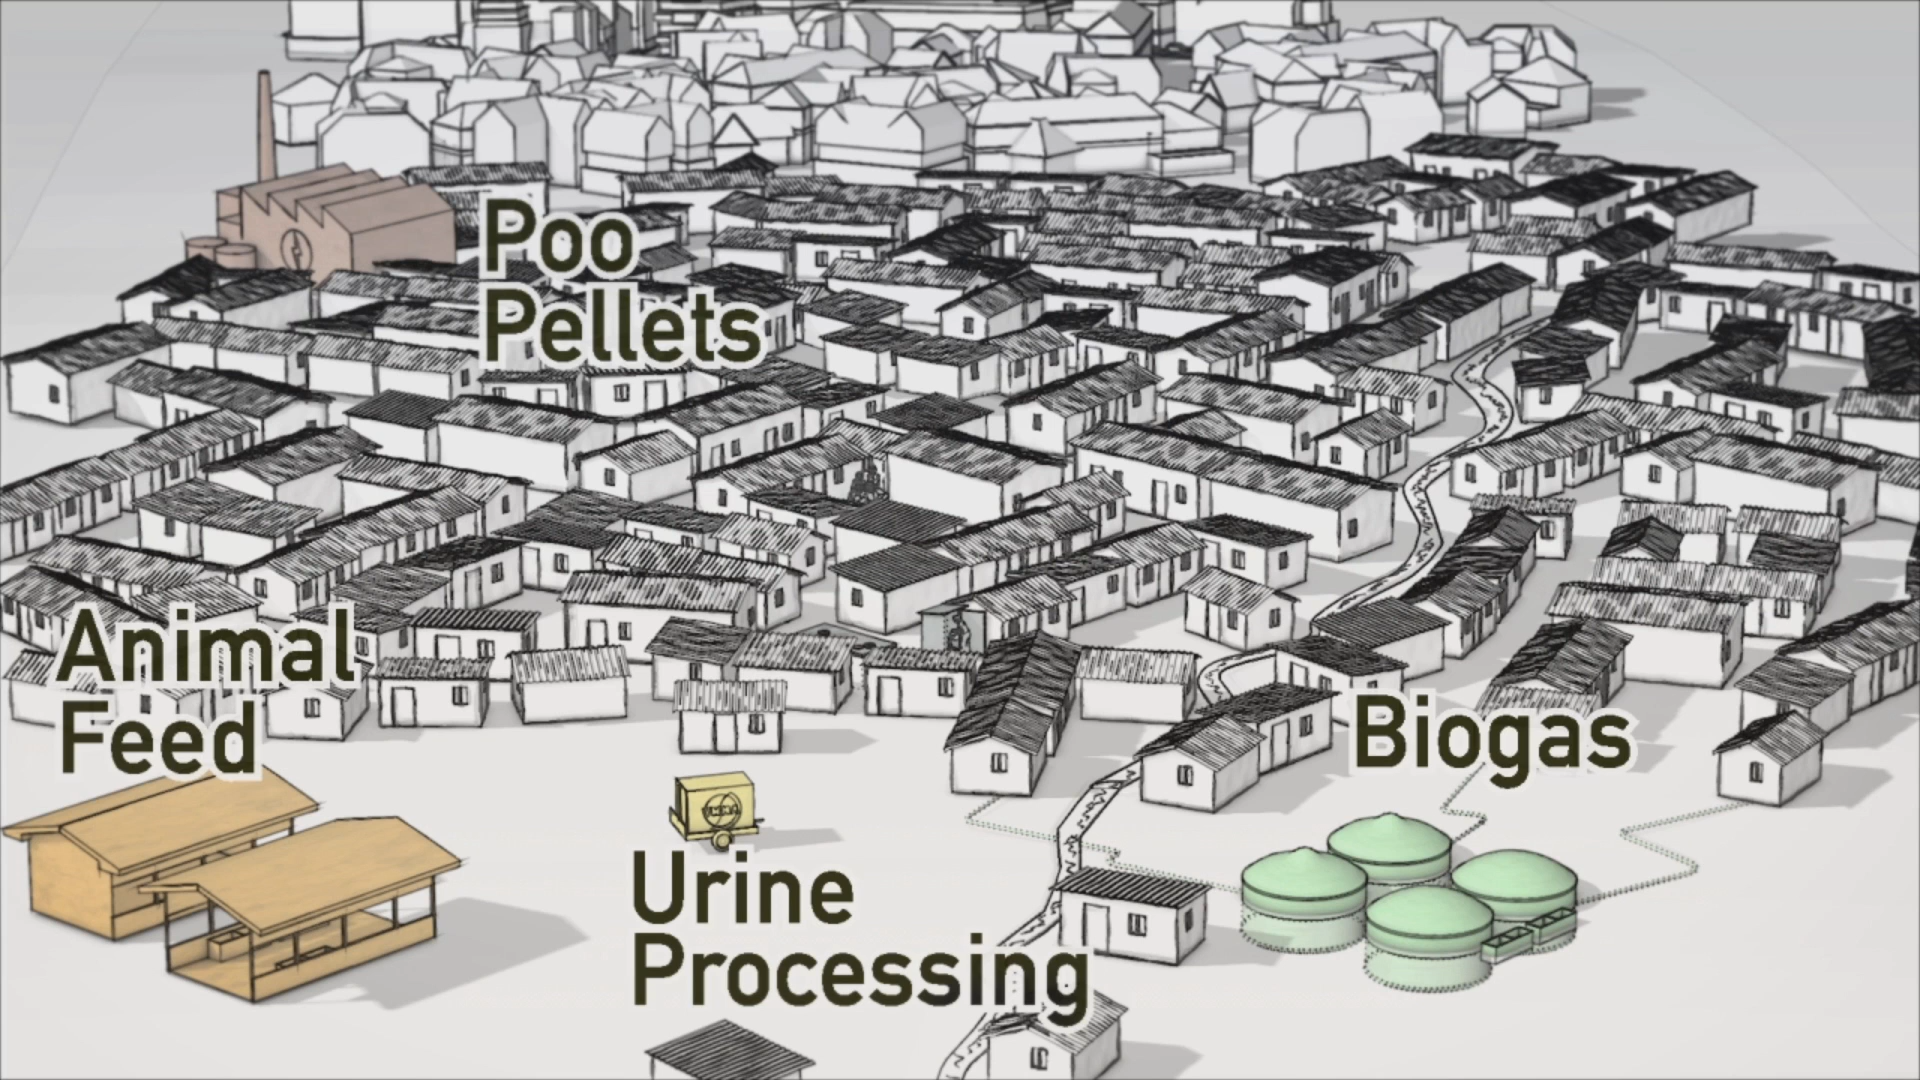 Poo
Pellets
Animal
Feed
Biogas
Urine
Processing